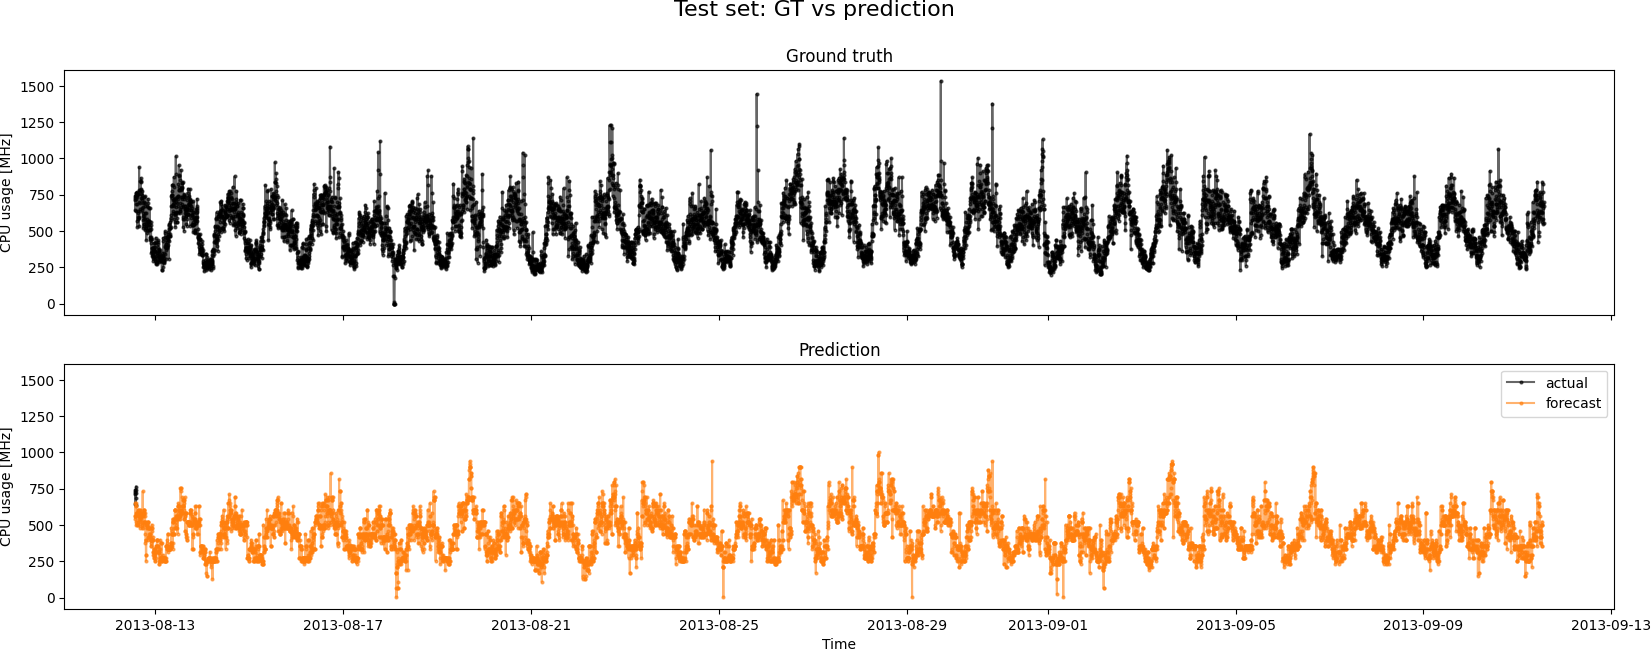 Test set: GT vs prediction
Ground truth
CPU usage [MHz]
1500
1250
1000
750
500
250
0
Prediction
CPU usage [MHz]
1500
1250
1000
750
500
250
0
actual
forecast
2013-08-13 2013-08-17 2013-08-21 2013-08-25 2013-08-29 2013-09-01 2013-09-05 2013-09-09 2013-09-13
Time